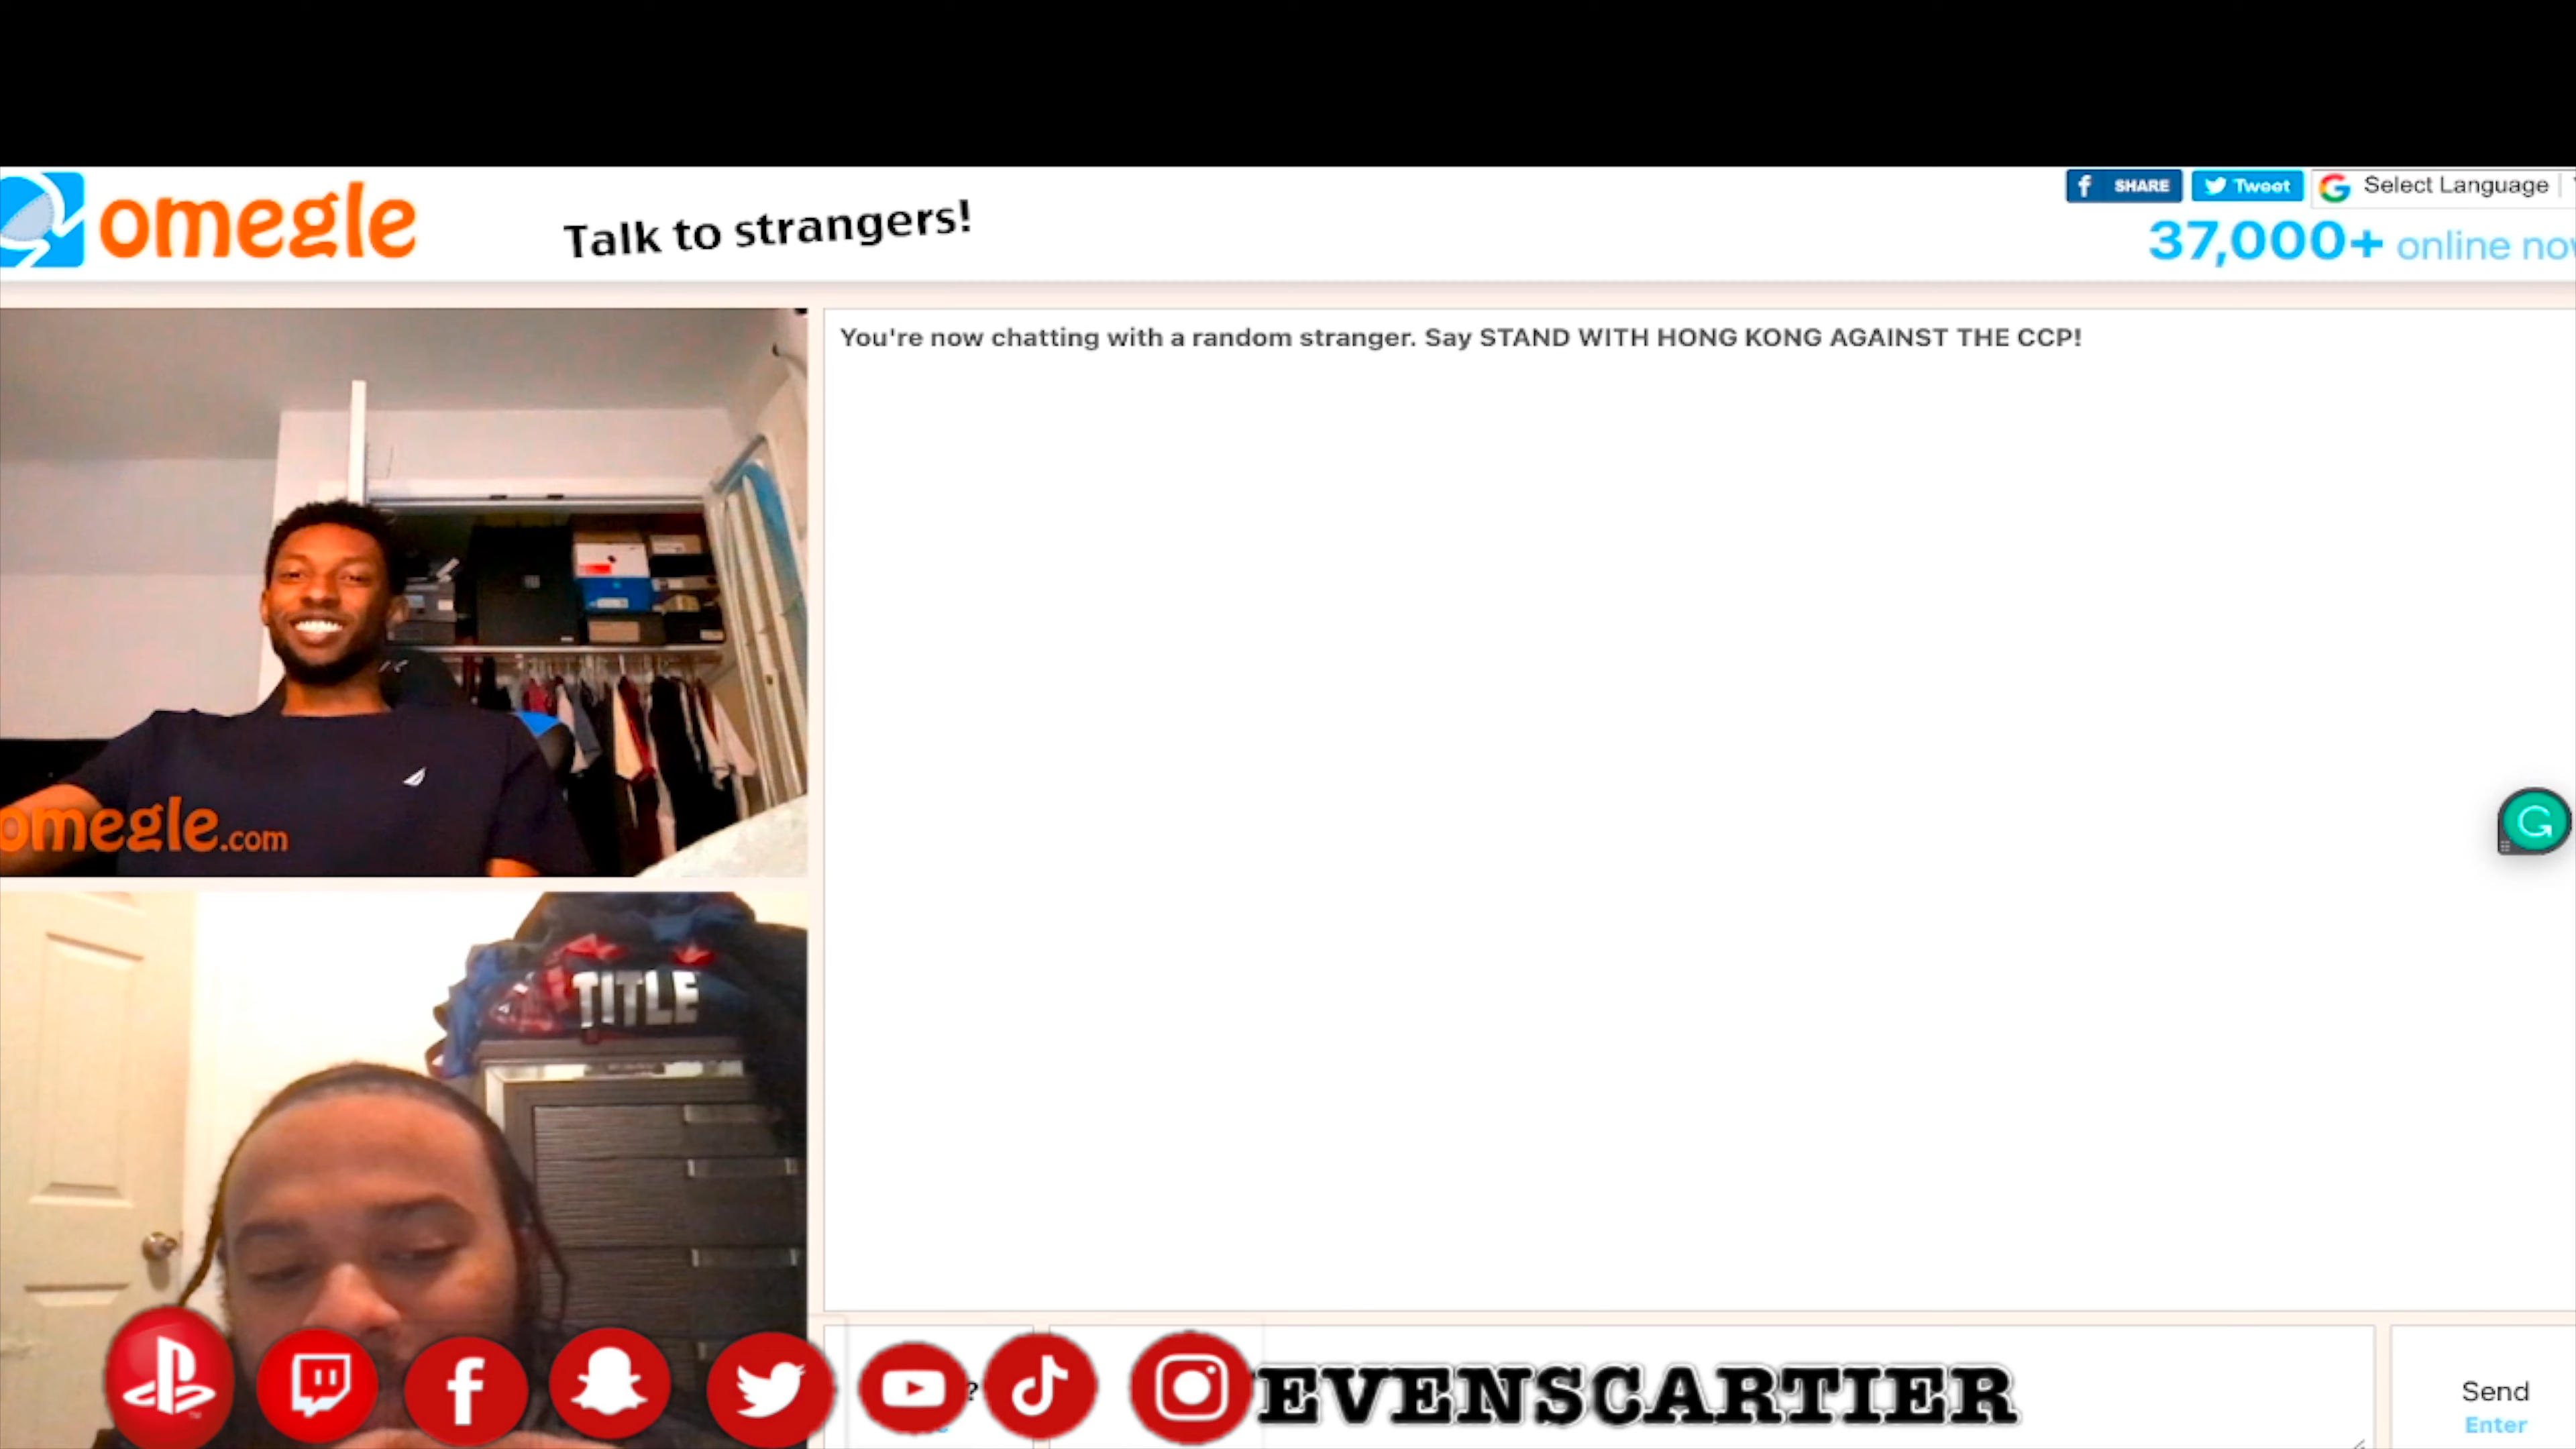 omegle
Talk to strangers!
SHARE
Tweet
Select Language
37,000+ online now
You're now chatting with a random stranger. Say STAND WITH HONG KONG AGAINST THE CCP!
omegle.com
TITLE
?
EVENSCARTIER
Send
Enter